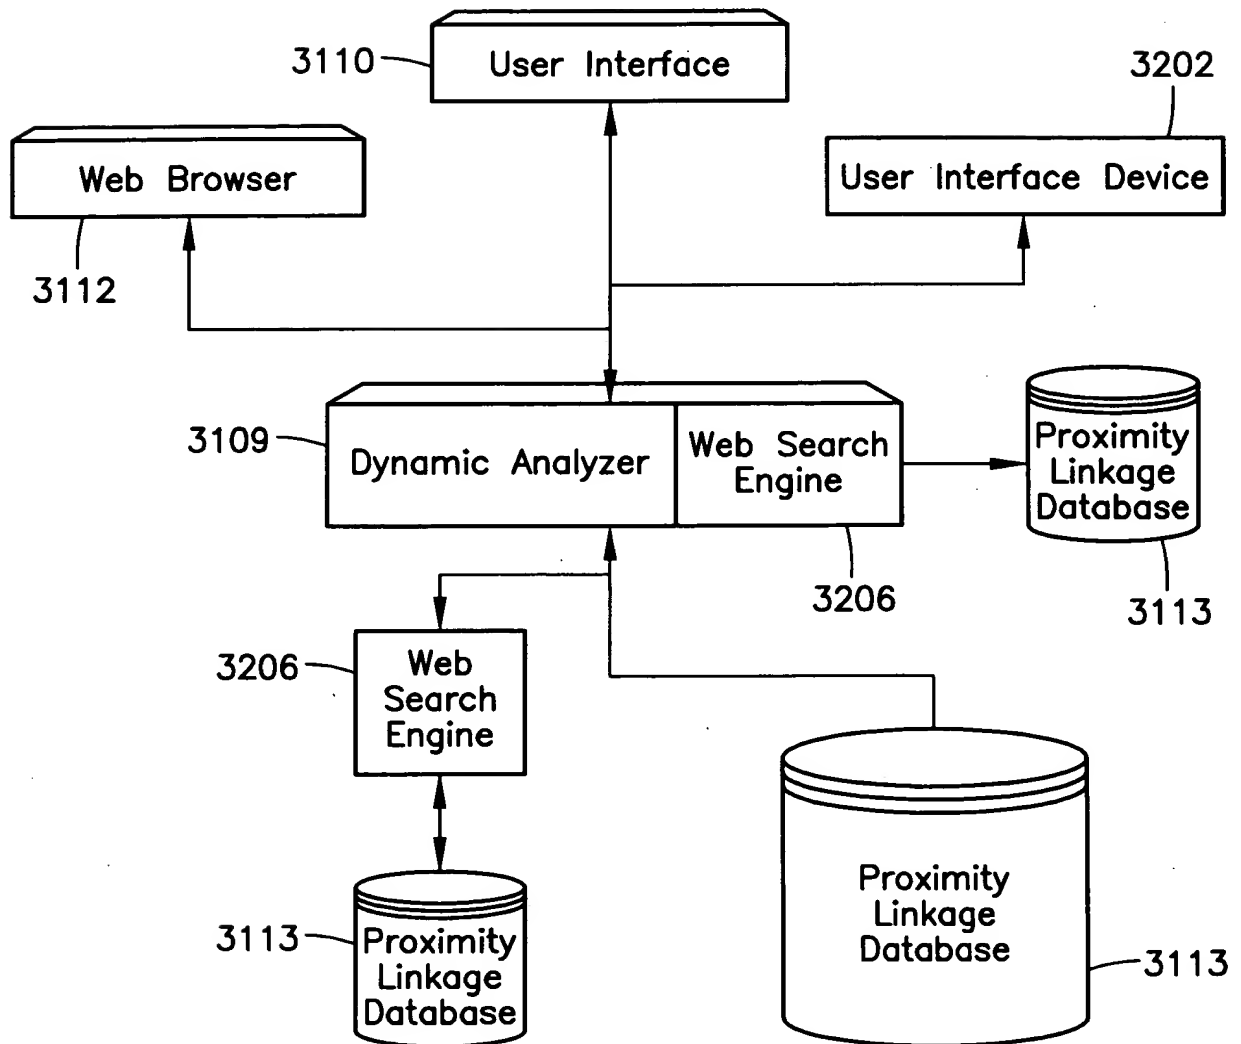 3110
User Interface
3202
Web Browser
User Interface Device
3112
3109
Dynamic Analyzer
Web Search
Engine
Proximity
Linkage
Database
3206
3113
3206
Web
Search
Engine
3113
Proximity
Linkage
Database
Proximity
Linkage
Database
3113